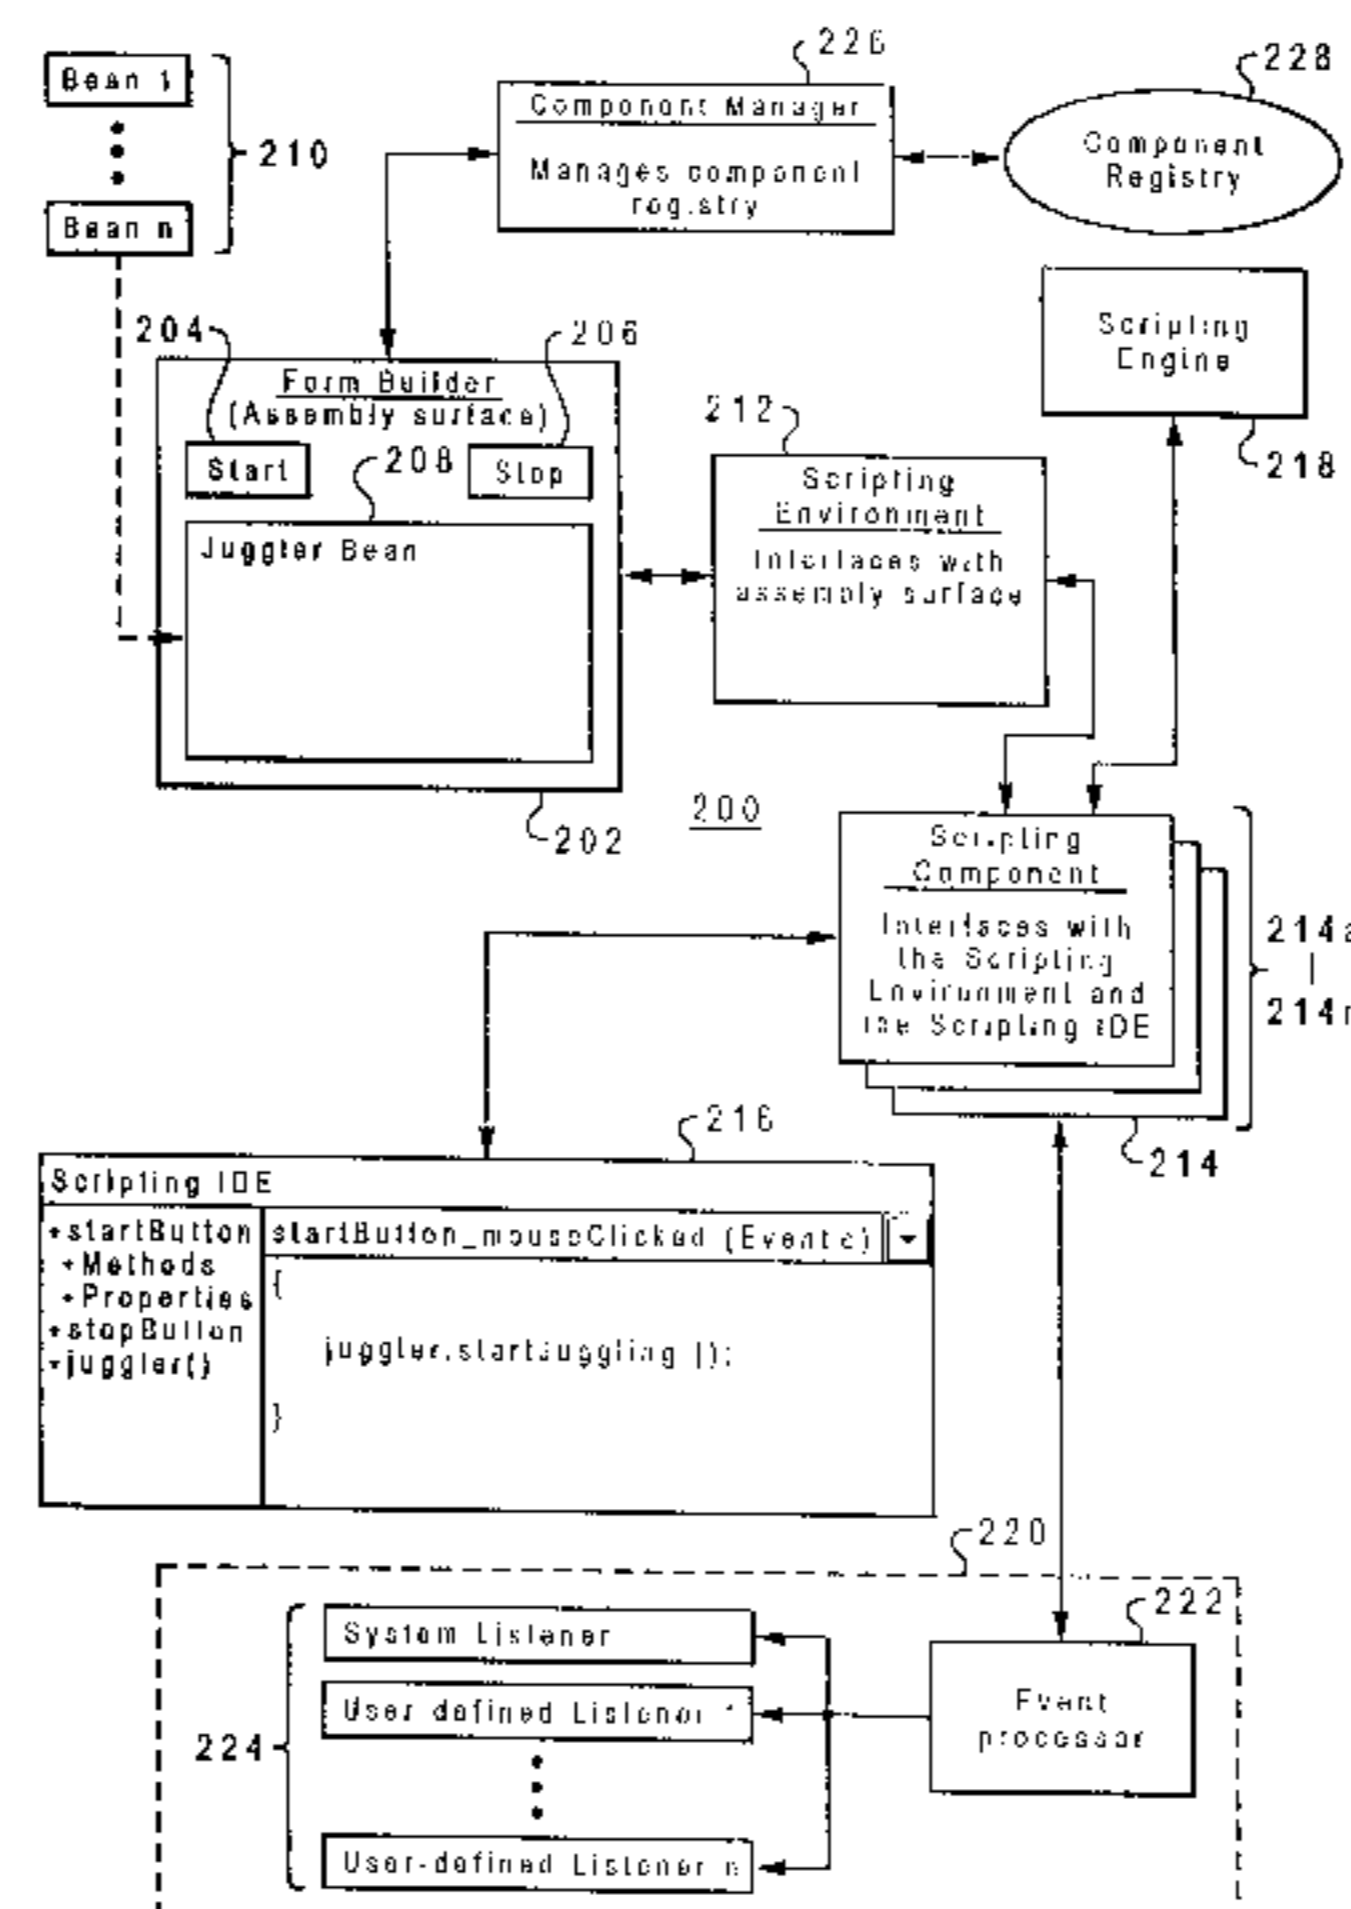 226
228
Bean 1
Component Manager
210
Component
Registry
Manages component
registry
Bean n
204
206
Scripting
Engine
Form Builder
(Assembly surface)
212
208
218
Start
Stop
Scripting
Environment
Juggler Bean
Interfaces with
assembly surface
200
202
Scripting
Component
Interfaces with
the Scripting
Environment and
the Scripting IDE
214a
214n
216
214
Scripting IDE
+startButton
startButton_mouseClicked (Event e)
+Methods
+Properties
+stopButton
+juggler()
{
juggler.startJuggling ();
}
220
222
System Listener
User defined Listener 1
Event
processor
224
User-defined Listener n